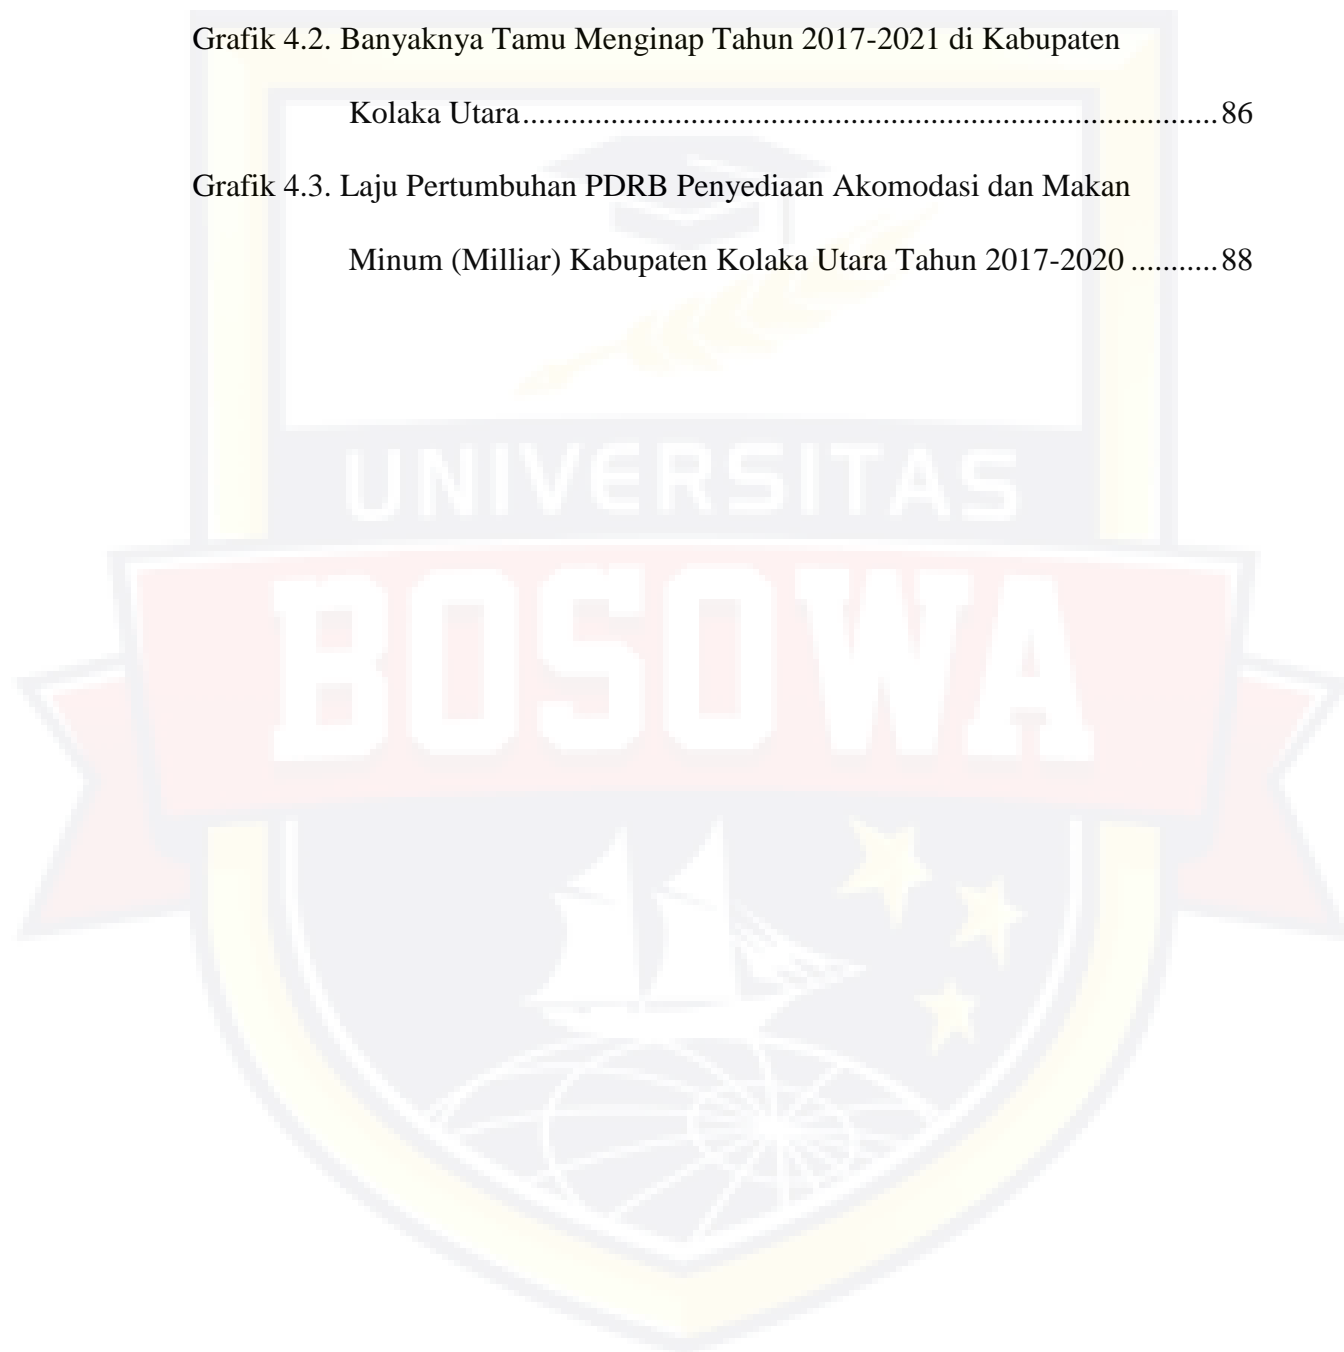 Grafik 4.2. Banyaknya Tamu Menginap Tahun 2017-2021 di Kabupaten
Kolaka Utara......................................................................................86
Grafik 4.3. Laju Pertumbuhan PDRB Penyediaan Akomodasi dan Makan
Minum (Milliar) Kabupaten Kolaka Utara Tahun 2017-2020 ...........88
UNIVERSITAS
BOSOWA